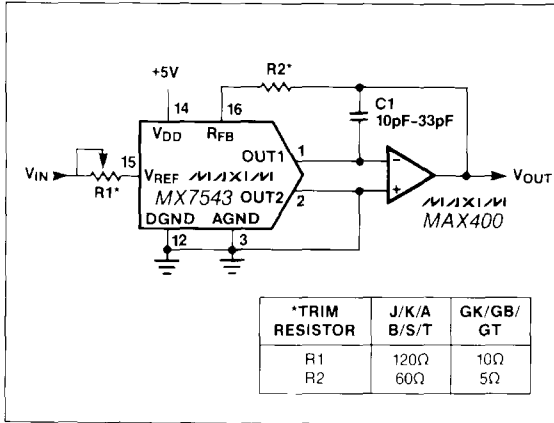 +5V
R2*
14
16
C1
10pF-33pF
VDD
RFB
OUT1
1
VIN
R1*
15
VREF
MAXIM
MX7543
OUT2
2
−
+
VOUT
MAXIM
MAX400
DGND
AGND
12
3
*TRIM RESISTOR J/K/A B/S/T GK/GB/ GT
R1 120Ω 10Ω
R2 60Ω 5Ω